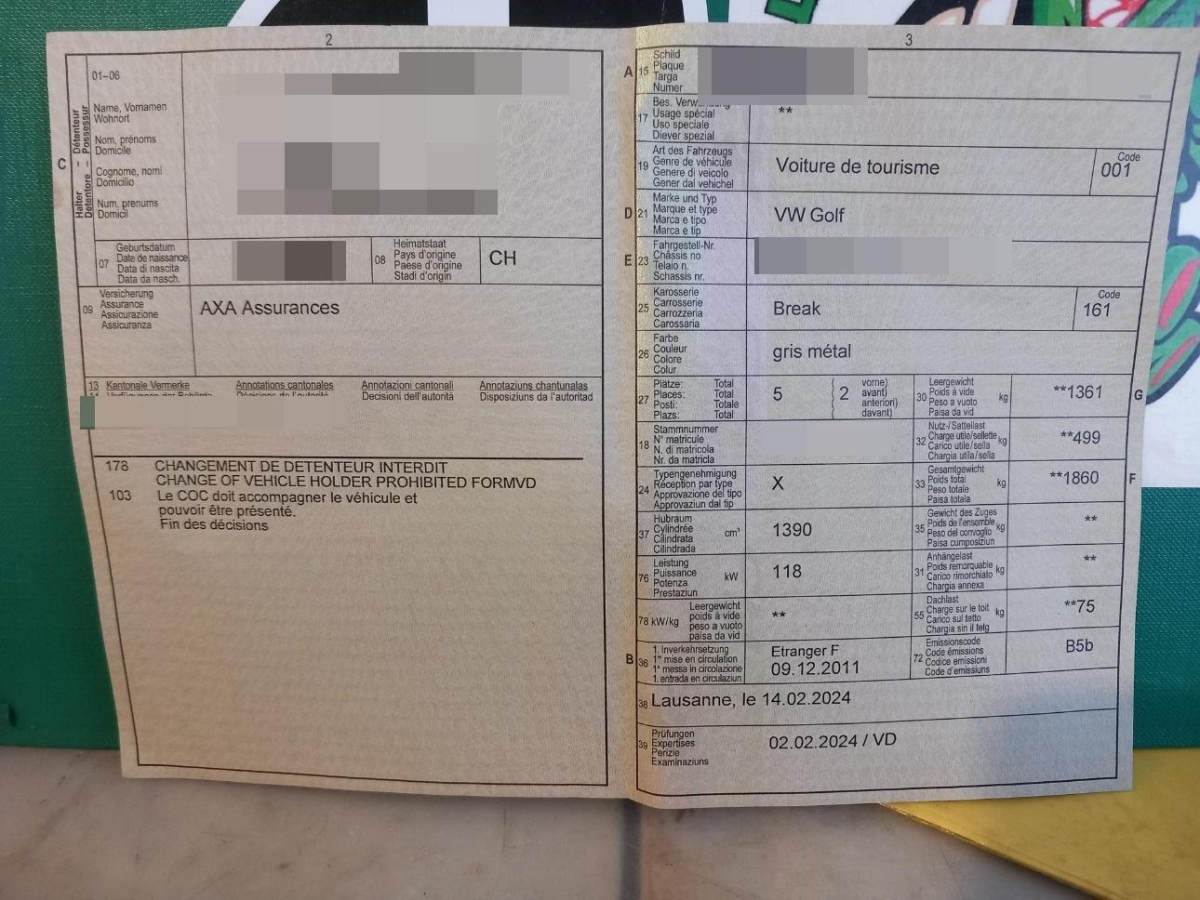 2
01–06
Halter – Détenteur
Detentore – Possessur
C
Name, Vornamen
Wohnort
Nom, prénoms
Domicile
Cognome, nomi
Domicilio
Num, prenums
Domicil
07
Geburtsdatum
Date de naissance
Data di nascita
Data da nasch.
08
Heimatstaat
Pays d'origine
Paese d'origine
Stadi d'origin
CH
09
Versicherung
Assurance
Assicurazione
Assicuranza
AXA Assurances
13 Kantonale Vermerke Annotations cantonales Annotazioni cantonali Annotaziuns chantunalas
14 Verfügungen der Behörde Décisions de l'autorité Decisioni dell'autorità Disposiziuns da l'autoritad
178 CHANGEMENT DE DETENTEUR INTERDIT
CHANGE OF VEHICLE HOLDER PROHIBITED FORMVD
103 Le COC doit accompagner le véhicule et
pouvoir être présenté.
Fin des décisions
3
A 15
Schild
Plaque
Targa
Numer
17
Bes. Verwendung
Usage spécial
Uso speciale
Diever spezial
**
19
Art des Fahrzeugs
Genre de véhicule
Genere di veicolo
Gener dal vehichel
Voiture de tourisme
Code
001
D 21
Marke und Typ
Marque et type
Marca e tipo
Marca e tip
VW Golf
E 23
Fahrgestell-Nr.
Châssis no
Telaio n.
Schassis nr.
25
Karosserie
Carrosserie
Carrozzeria
Carossaria
Break
Code
161
26
Farbe
Couleur
Colore
Colur
gris métal
27
Plätze: Total
Places: Total
Posti: Totale
Plazs: Total
5
2
vorne)
avant)
anteriori)
davant)
30
Leergewicht
Poids à vide
Peso a vuoto
Paisa da vid
kg
**1361
G
18
Stammnummer
N° matricule
N. di matricola
Nr. da matricla
32
Nutz-/Sattellast
Charge utile/sellette
Carico utile/sella
Chargia utila/sella
kg
**499
24
Typengenehmigung
Réception par type
Approvazione del tipo
Approvaziun dal tip
X
33
Gesamtgewicht
Poids total
Peso totale
Paisa totala
kg
**1860
F
37
Hubraum
Cylindrée
Cilindrata
Cilindrada
cm³
1390
35
Gewicht des Zuges
Poids de l'ensemble
Peso del convoglio
Paisa cumposiziun
kg
**
76
Leistung
Puissance
Potenza
Prestaziun
kW
118
31
Anhängelast
Poids remorquable
Carico rimorchiato
Chargia annexa
kg
**
78 kW/kg
Leergewicht
poids à vide
peso a vuoto
paisa da vid
**
55
Dachlast
Charge sur le toit
Carico sul tetto
Chargia sin il tetg
kg
**75
B 36
1. Inverkehrsetzung
1re mise en circulation
1a messa in circolazione
1. entrada en circulaziun
Etranger F
09.12.2011
72
Emissionscode
Code émissions
Codice emissioni
Code d'emissiuns
B5b
38 Lausanne, le 14.02.2024
39
Prüfungen
Expertises
Perizie
Examinaziuns
02.02.2024 / VD